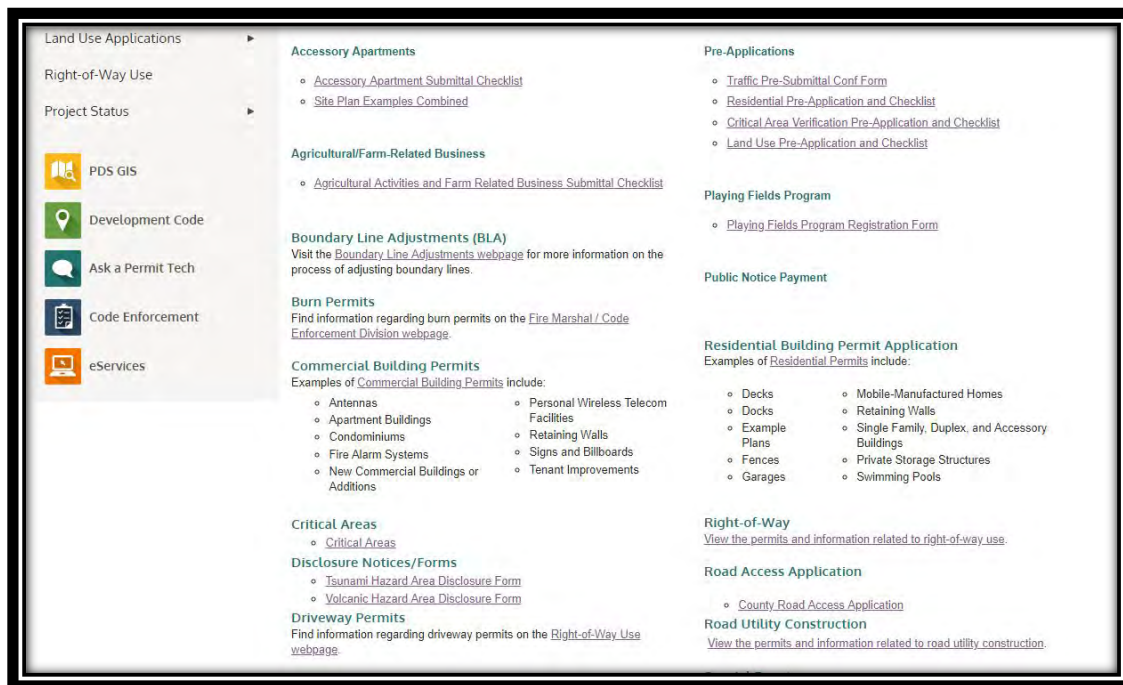 Land Use Applications
Right-of-Way Use
Project Status
PDS GIS
Development Code
Ask a Permit Tech
Code Enforcement
eServices
Accessory Apartments
Accessory Apartment Submittal Checklist
Site Plan Examples Combined
Agricultural/Farm-Related Business
Agricultural Activities and Farm Related Business Submittal Checklist
Boundary Line Adjustments (BLA)
Visit the Boundary Line Adjustments webpage for more information on the
process of adjusting boundary lines.
Burn Permits
Find information regarding burn permits on the Fire Marshal / Code
Enforcement Division webpage.
Commercial Building Permits
Examples of Commercial Building Permits include:
Antennas
Apartment Buildings
Condominiums
Fire Alarm Systems
New Commercial Buildings or
Additions
Personal Wireless Telecom
Facilities
Retaining Walls
Signs and Billboards
Tenant Improvements
Critical Areas
Critical Areas
Disclosure Notices/Forms
Tsunami Hazard Area Disclosure Form
Volcanic Hazard Area Disclosure Form
Driveway Permits
Find information regarding driveway permits on the Right-of-Way Use
webpage.
Pre-Applications
Traffic Pre-Submittal Conf Form
Residential Pre-Application and Checklist
Critical Area Verification Pre-Application and Checklist
Land Use Pre-Application and Checklist
Playing Fields Program
Playing Fields Program Registration Form
Public Notice Payment
Residential Building Permit Application
Examples of Residential Permits include:
Decks
Docks
Example
Plans
Fences
Garages
Mobile-Manufactured Homes
Retaining Walls
Single Family, Duplex, and Accessory
Buildings
Private Storage Structures
Swimming Pools
Right-of-Way
View the permits and information related to right-of-way use.
Road Access Application
County Road Access Application
Road Utility Construction
View the permits and information related to road utility construction.